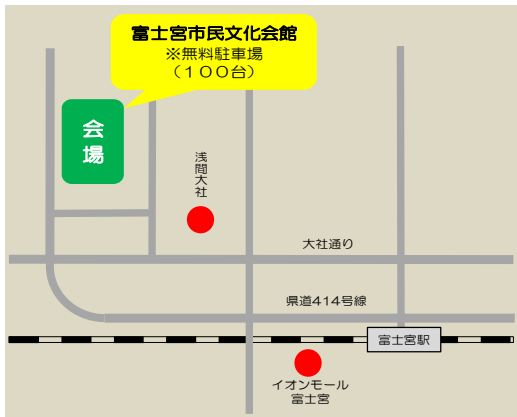 富士宮市民文化会館
※無料駐車場
（１００台）
会
場
浅間大社
大社通り
県道414号線
富士宮駅
イオンモール
富士宮